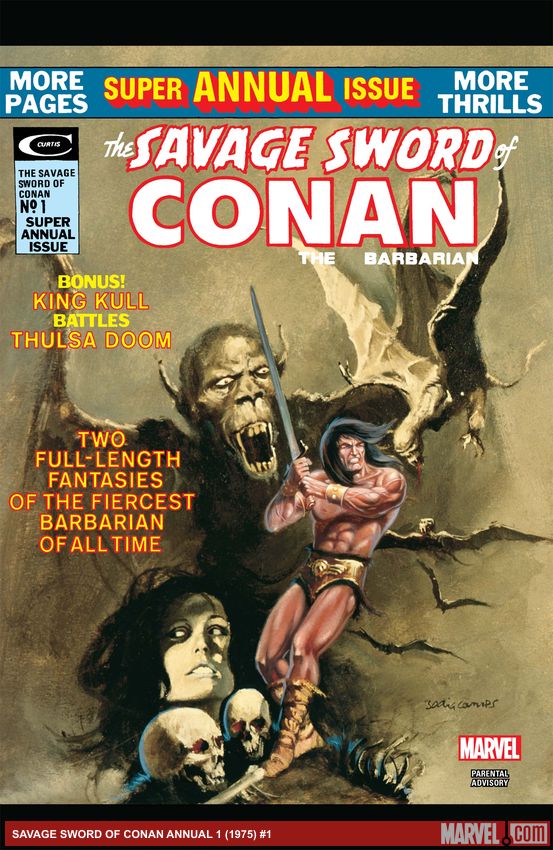 MORE
PAGES
SUPER ANNUAL ISSUE
MORE
THRILLS
CURTIS
THE SAVAGE
SWORD OF
CONAN
Nº 1
SUPER
ANNUAL
ISSUE
The SAVAGE SWORD of
CONAN
THE BARBARIAN
BONUS!
KING KULL
BATTLES
THULSA DOOM
TWO
FULL-LENGTH
FANTASIES
OF THE FIERCEST
BARBARIAN
OF ALL TIME
MARVEL
PARENTAL
ADVISORY
SAVAGE SWORD OF CONAN ANNUAL 1 (1975) #1
MARVEL.com